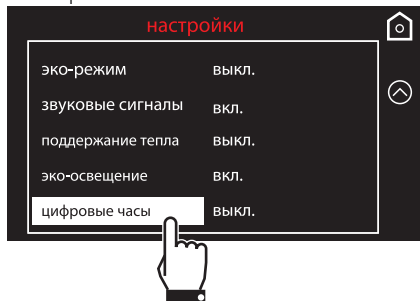 настройки
эко-режим выкл.
звуковые сигналы вкл.
поддержание тепла выкл.
эко-освещение вкл.
цифровые часы выкл.